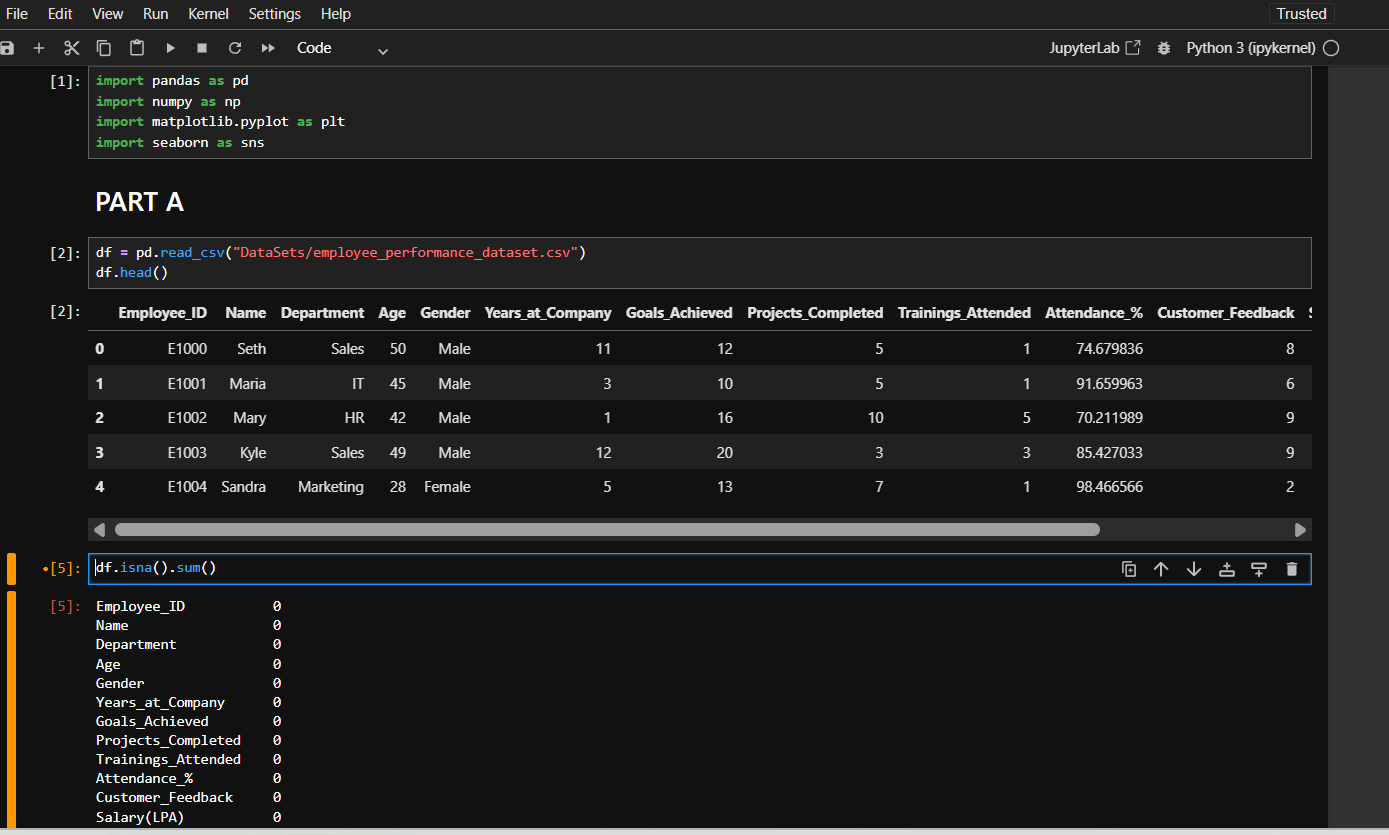 File Edit View Run Kernel Settings Help Trusted
Code JupyterLab Python 3 (ipykernel)
[1]: import pandas as pd
import numpy as np
import matplotlib.pyplot as plt
import seaborn as sns
PART A
[2]: df = pd.read_csv("DataSets/employee_performance_dataset.csv")
df.head()
[2]: Employee_ID Name Department Age Gender Years_at_Company Goals_Achieved Projects_Completed Trainings_Attended Attendance_% Customer_Feedback
0 E1000 Seth Sales 50 Male 11 12 5 1 74.679836 8
1 E1001 Maria IT 45 Male 3 10 5 1 91.659963 6
2 E1002 Mary HR 42 Male 1 16 10 5 70.211989 9
3 E1003 Kyle Sales 49 Male 12 20 3 3 85.427033 9
4 E1004 Sandra Marketing 28 Female 5 13 7 1 98.466566 2
•[5]: df.isna().sum()
[5]: Employee_ID 0
Name 0
Department 0
Age 0
Gender 0
Years_at_Company 0
Goals_Achieved 0
Projects_Completed 0
Trainings_Attended 0
Attendance_% 0
Customer_Feedback 0
Salary(LPA) 0